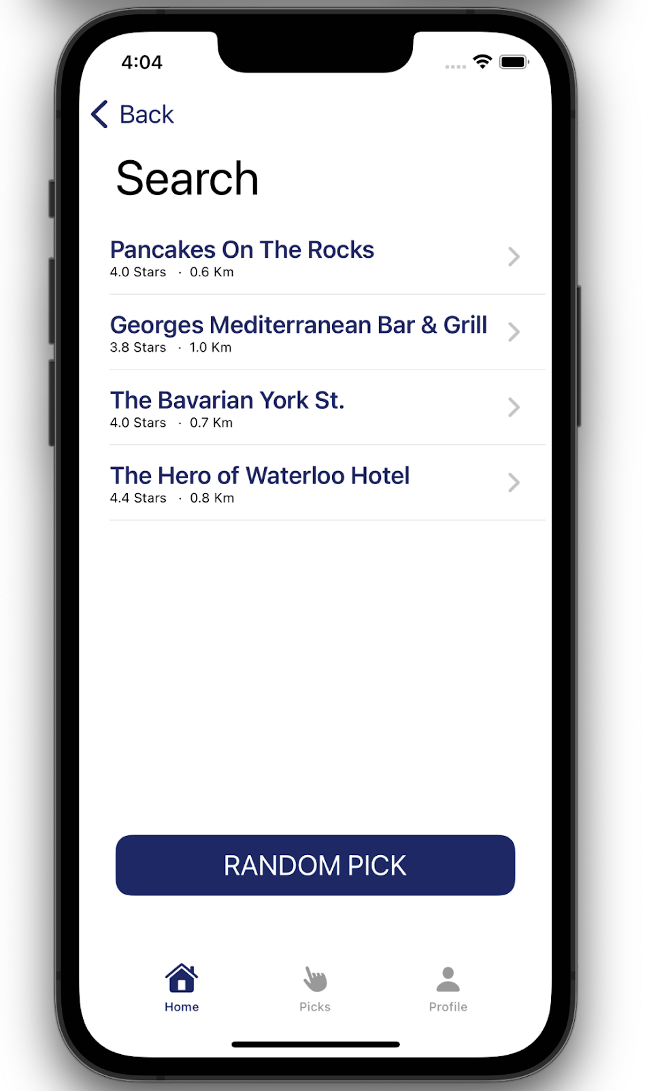 4:04
Back
Search
Pancakes On The Rocks
4.0 Stars · 0.6 Km
Georges Mediterranean Bar & Grill
3.8 Stars · 1.0 Km
The Bavarian York St.
4.0 Stars · 0.7 Km
The Hero of Waterloo Hotel
4.4 Stars · 0.8 Km
RANDOM PICK
Home Picks Profile